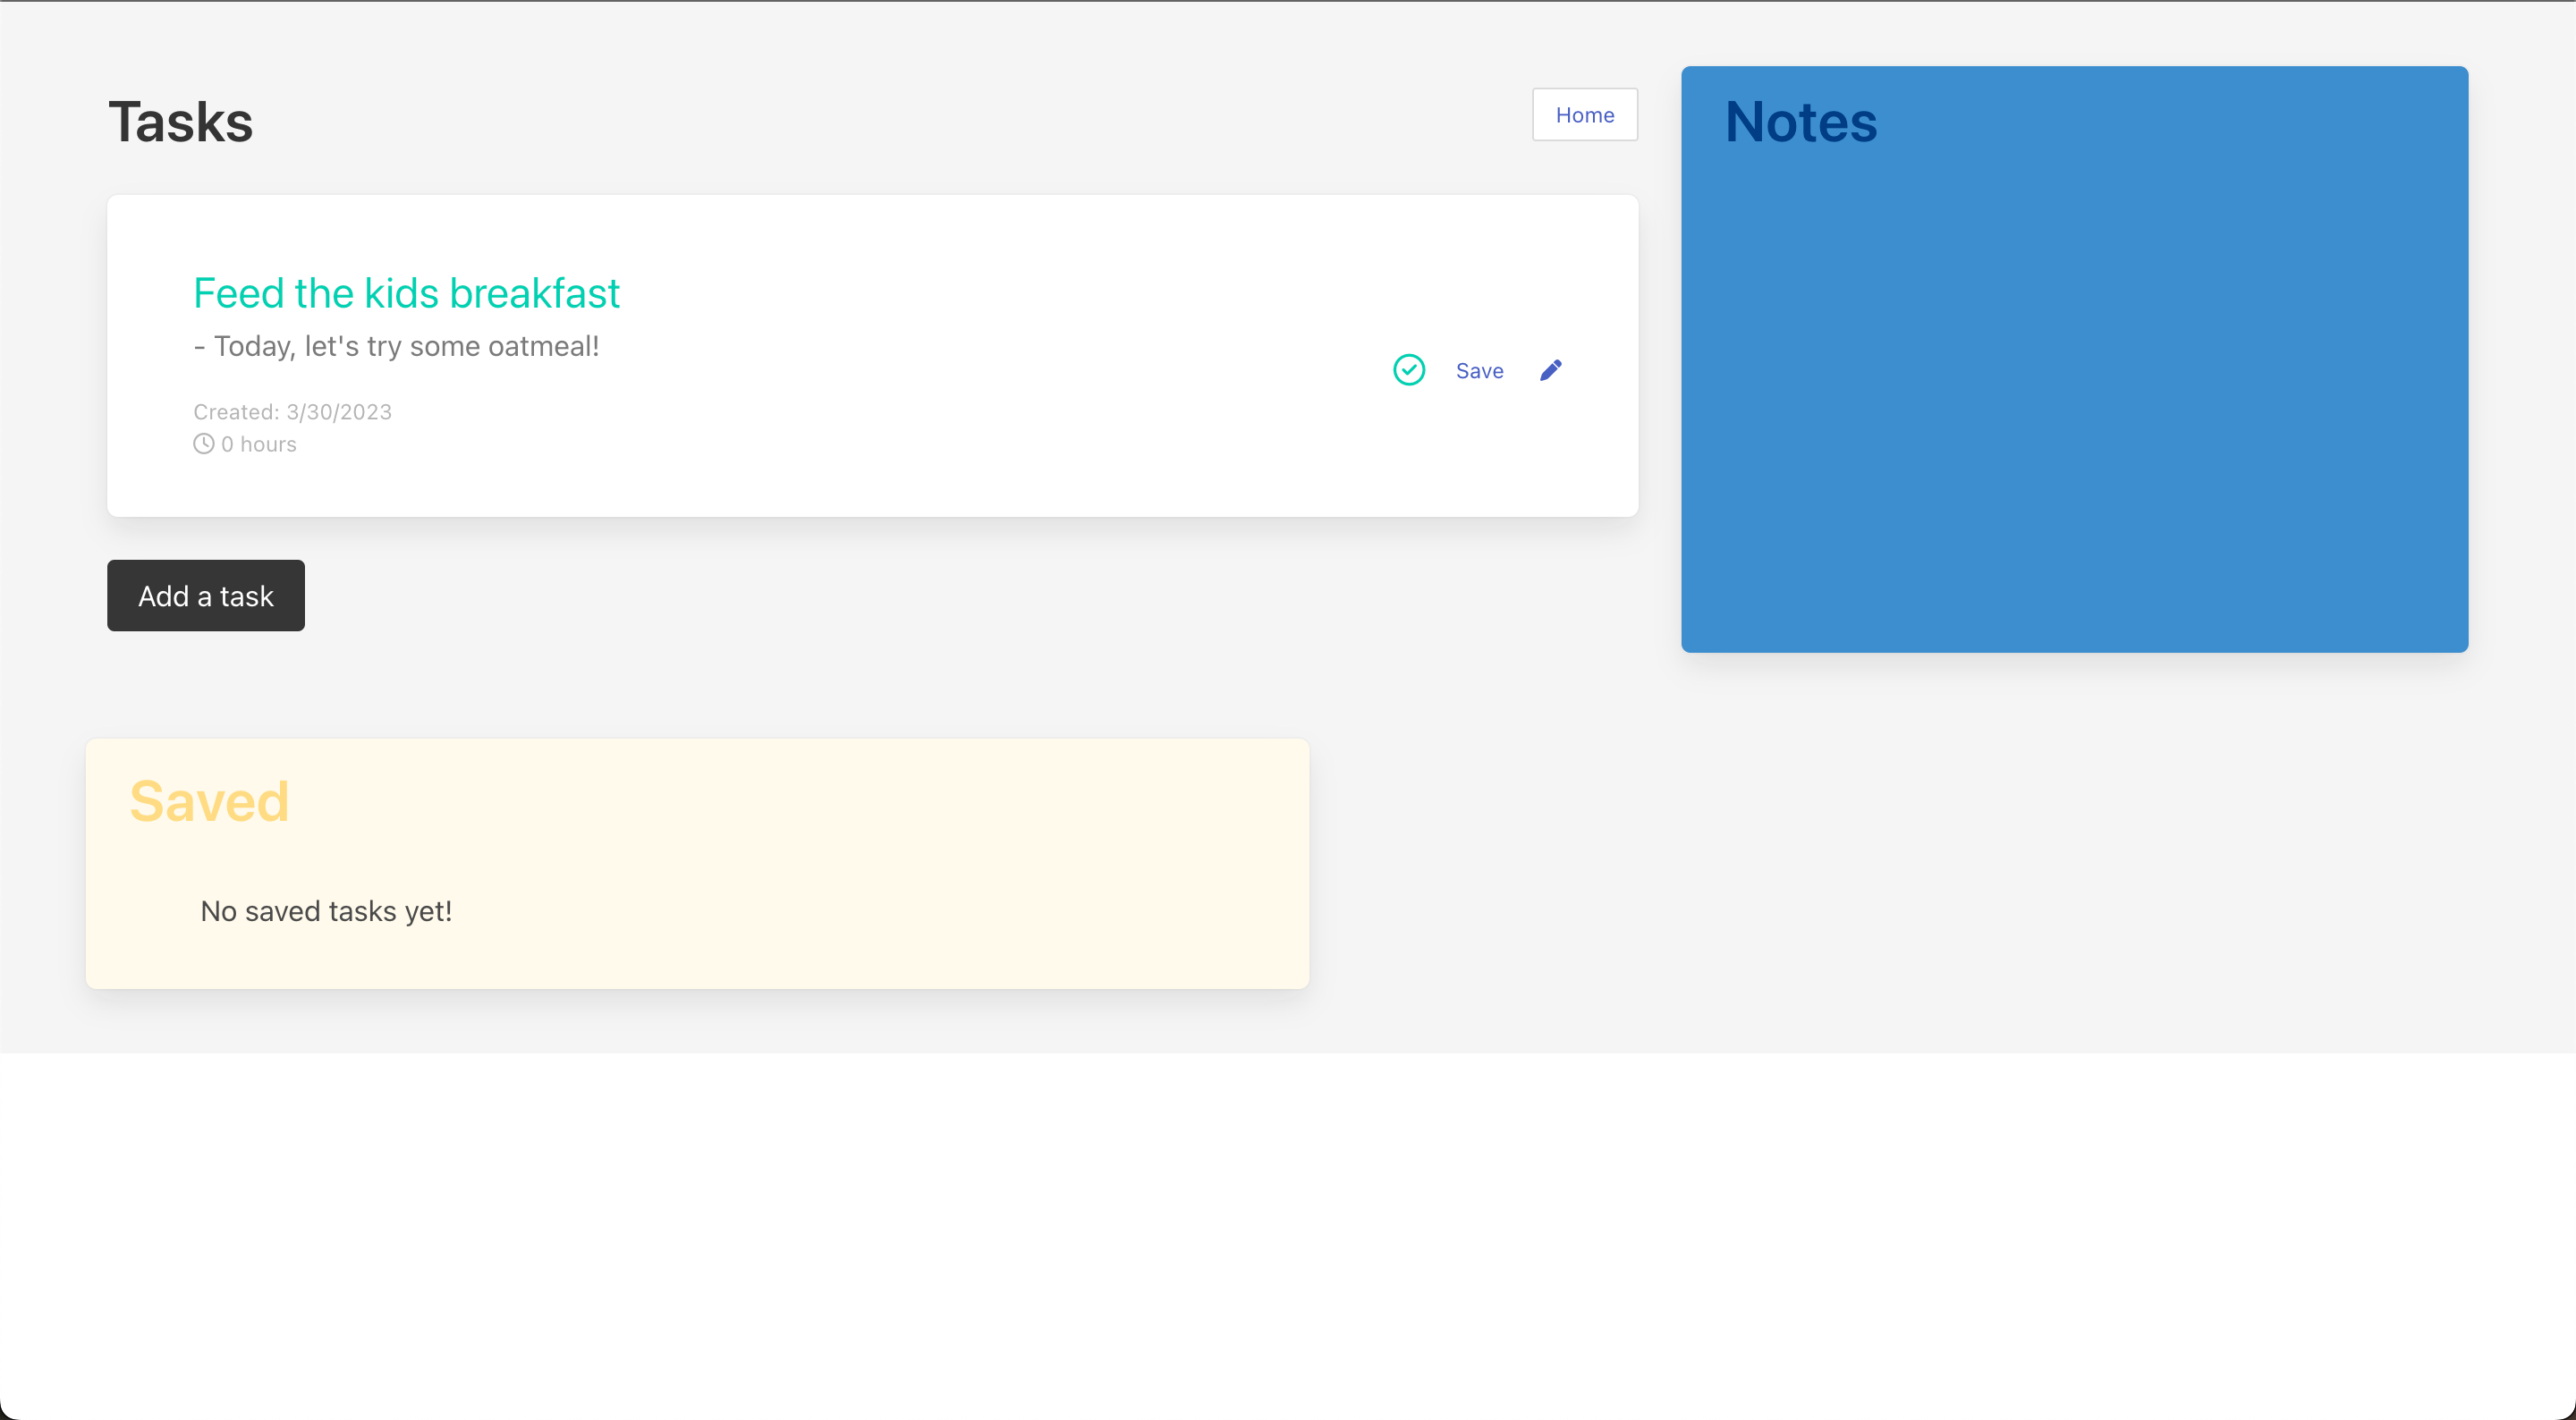 Tasks
Home
Feed the kids breakfast
- Today, let's try some oatmeal!
Save
Created: 3/30/2023
0 hours
Add a task
Notes
Saved
No saved tasks yet!